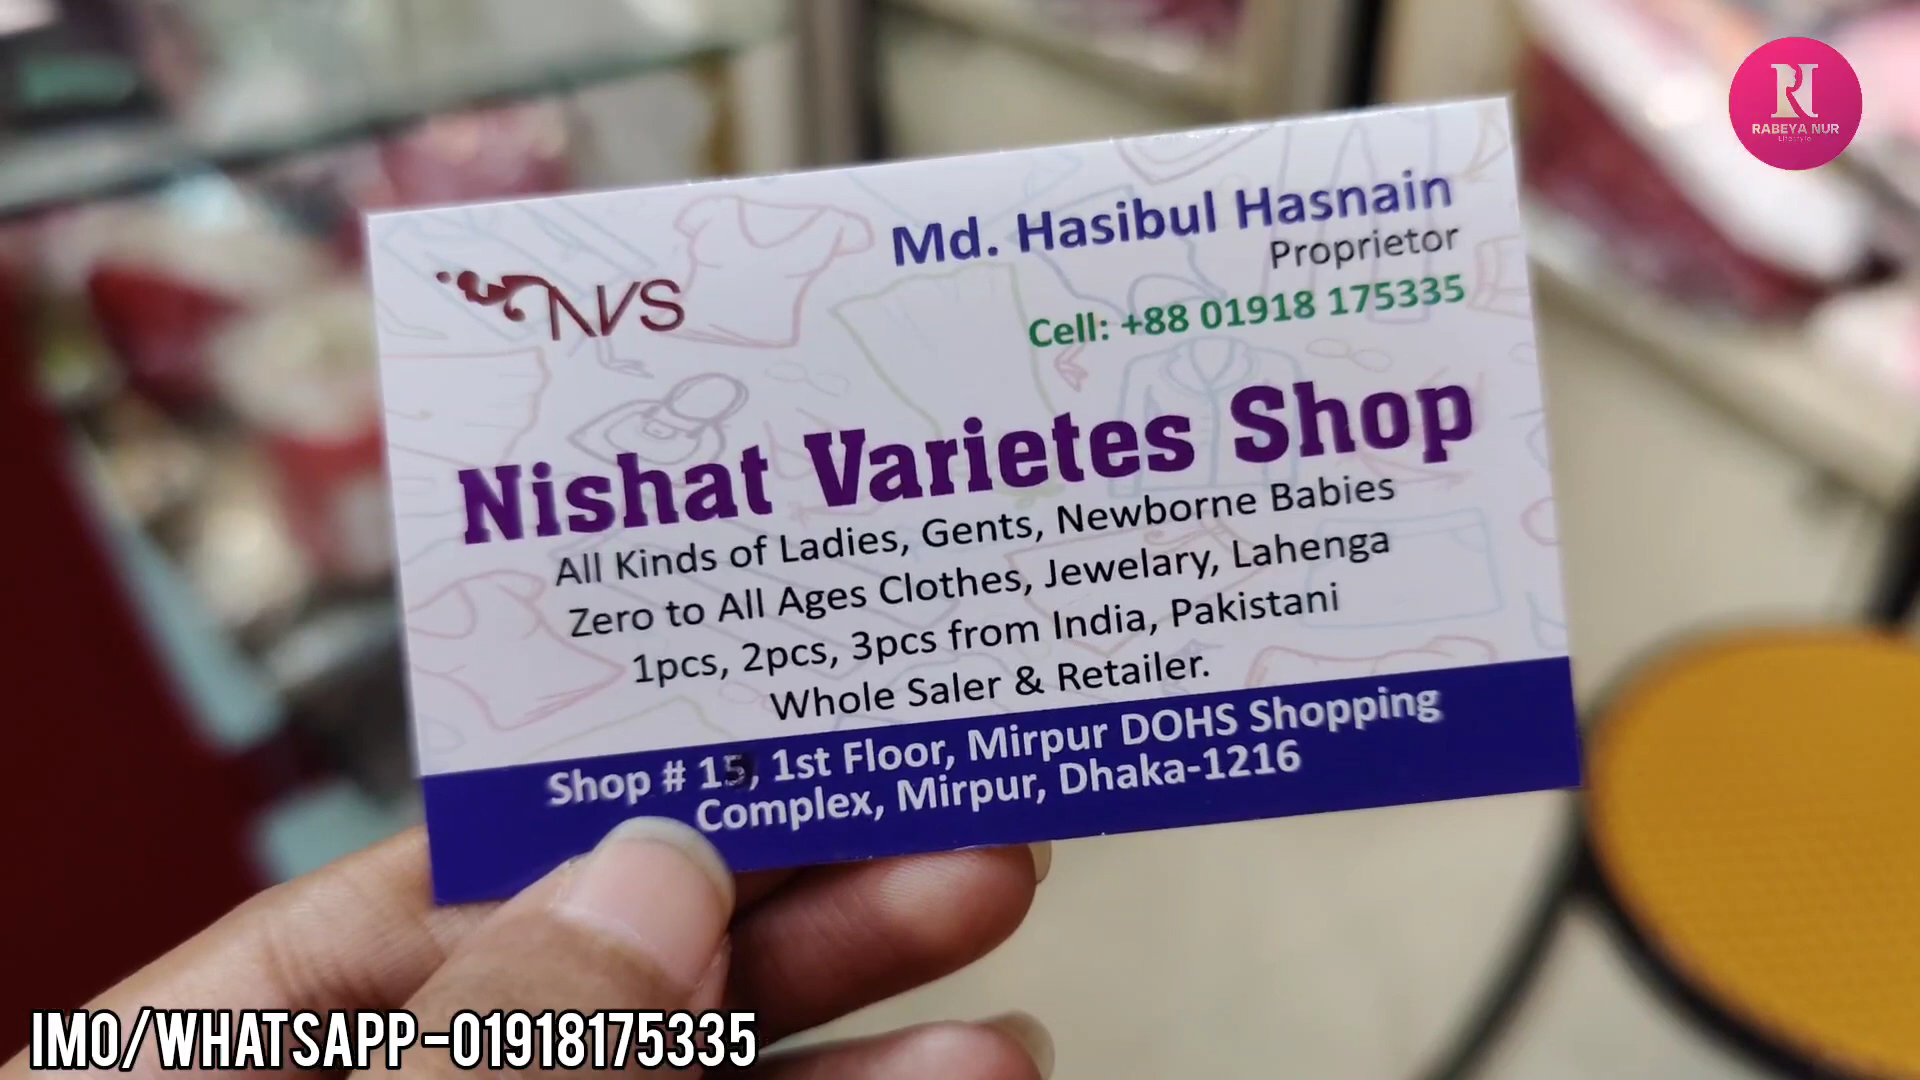 RN
RABEYA NUR
Lifestyle
Md. Hasibul Hasnain
Proprietor
Cell: +88 01918 175335
NVS
Nishat Varietes Shop
All Kinds of Ladies, Gents, Newborne Babies
Zero to All Ages Clothes, Jewelary, Lahenga
1pcs, 2pcs, 3pcs from India, Pakistani
Whole Saler & Retailer.
Shop # 15, 1st Floor, Mirpur DOHS Shopping
Complex, Mirpur, Dhaka-1216
IMO/WHATSAPP-01918175335